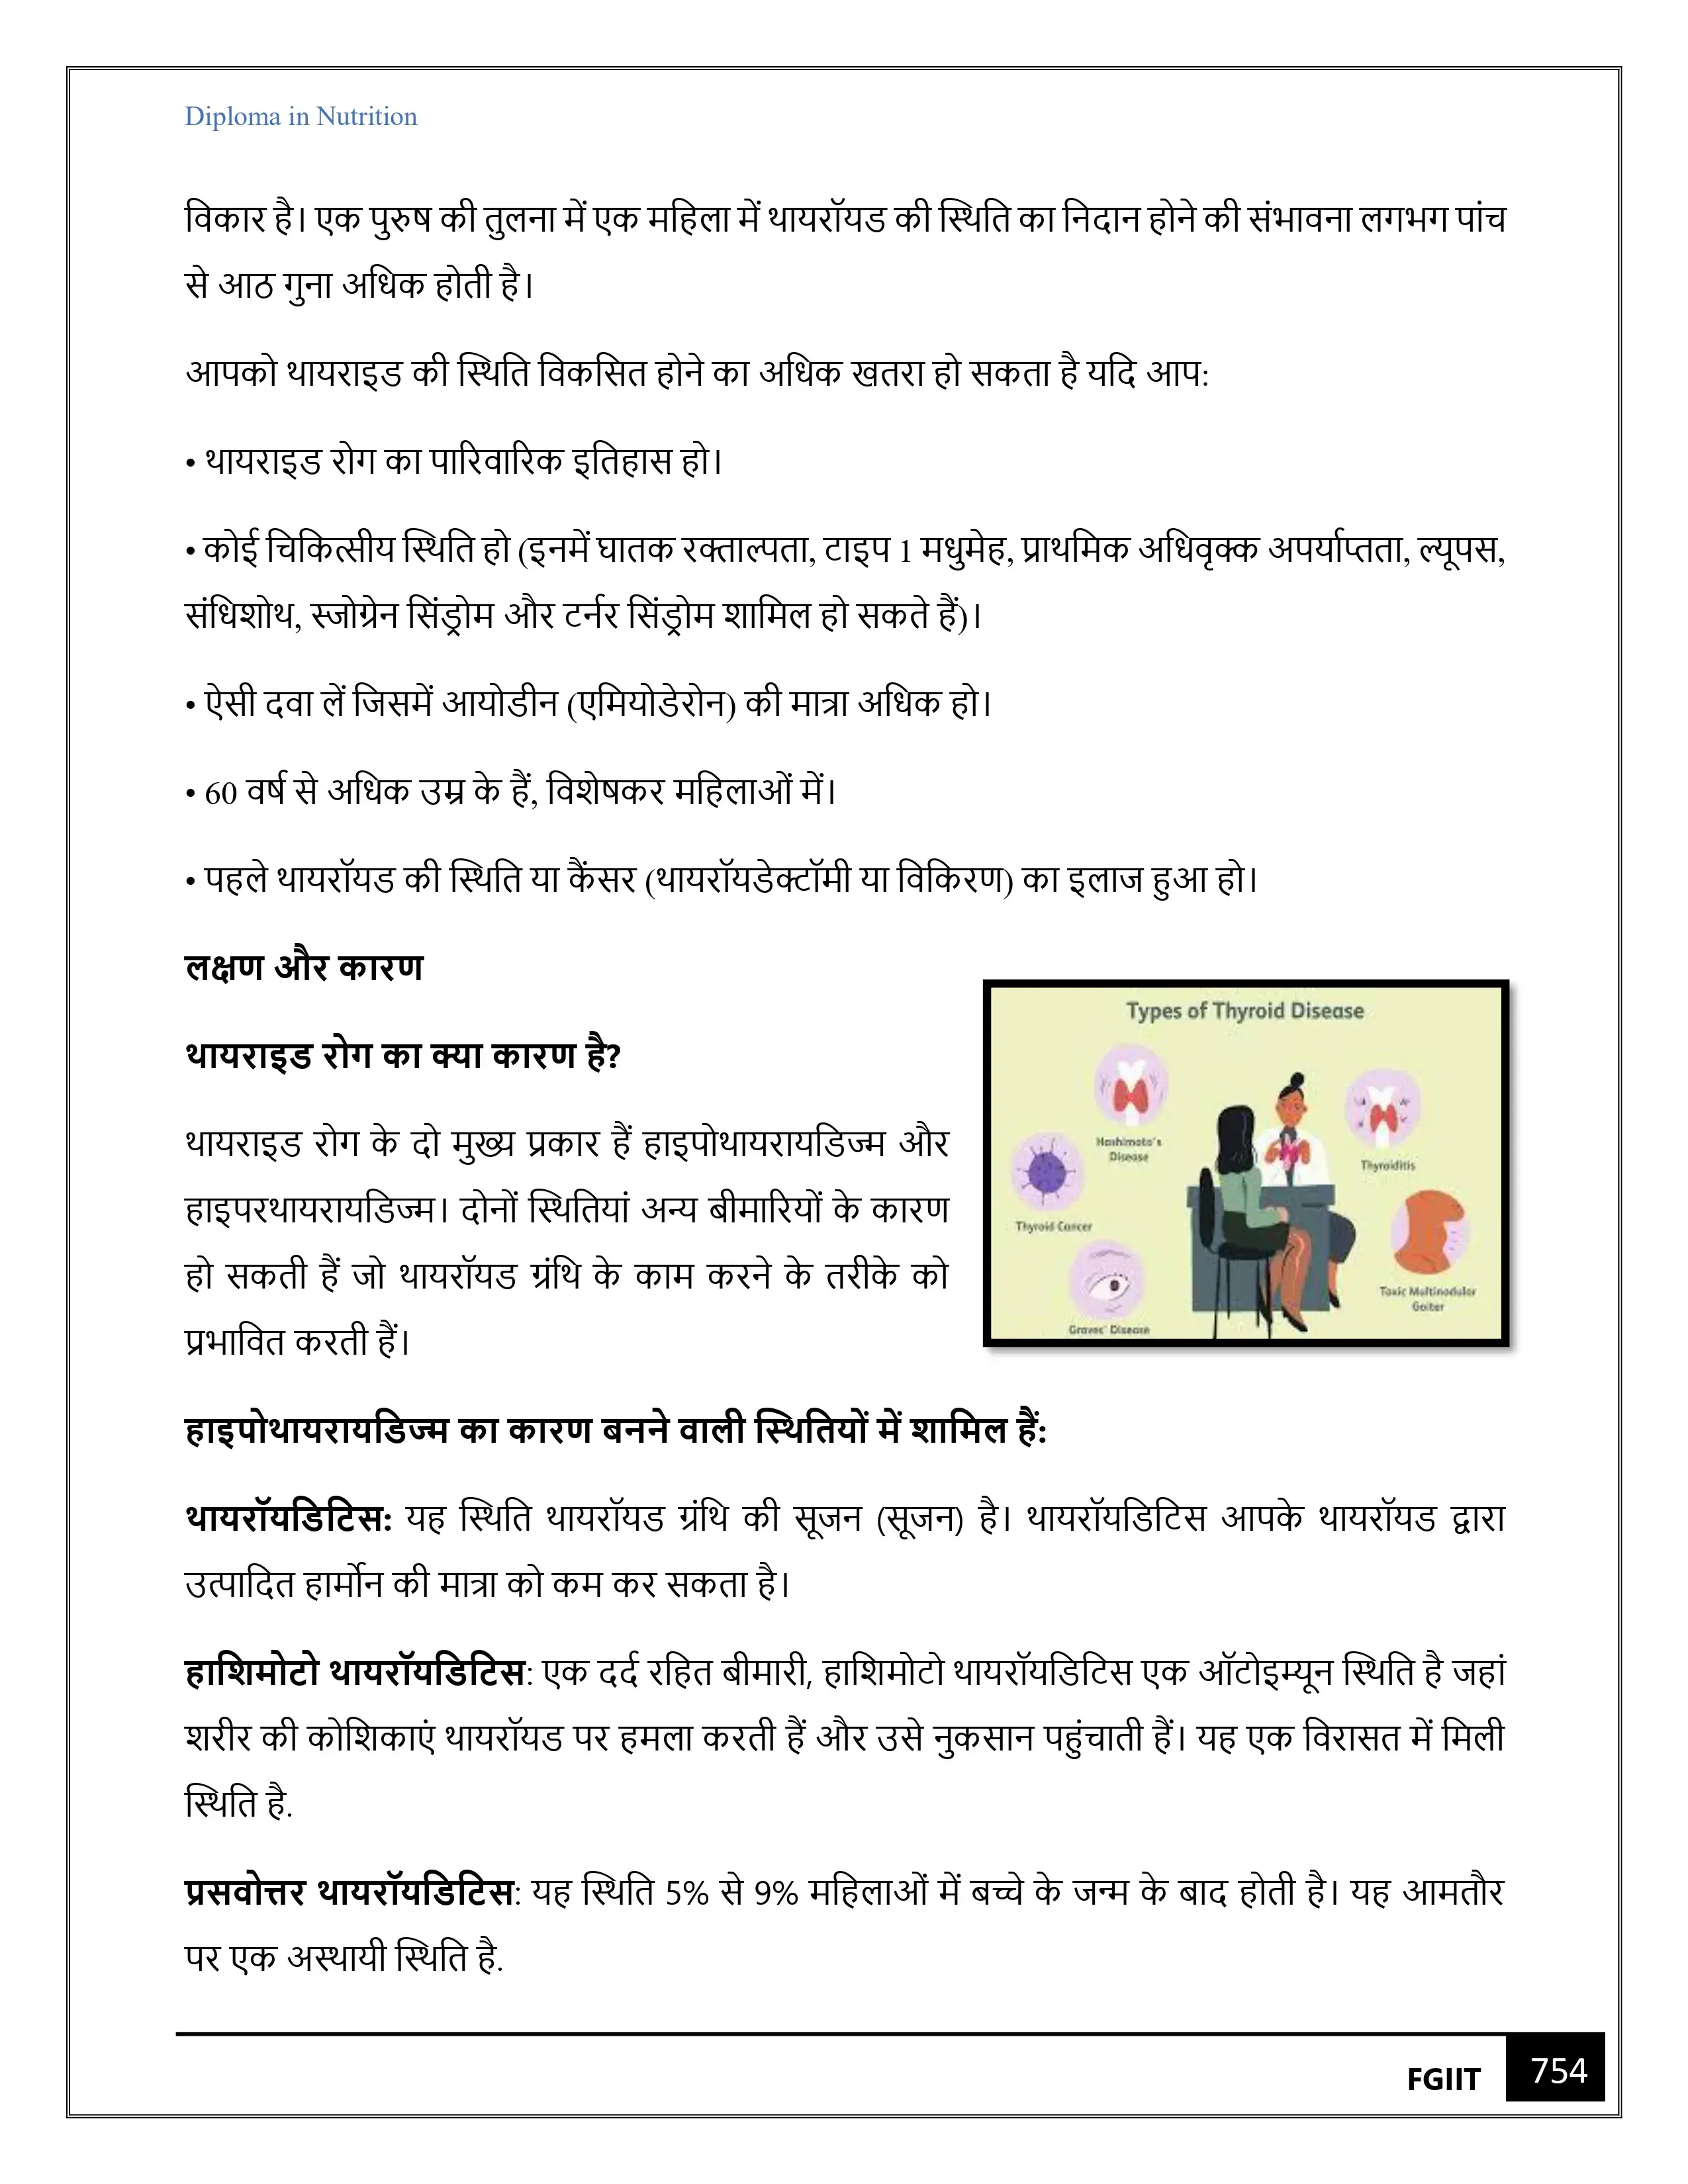 Diploma in Nutrition
विकार है। एक पुरुष की तुलना में एक महिला में थायरॉयड की स्थिति का निदान होने की संभावना लगभग पांच
से आठ गुना अधिक होती है।
आपको थायराइड की स्थिति विकसित होने का अधिक खतरा हो सकता है यदि आप:
• थायराइड रोग का पारिवारिक इतिहास हो।
• कोई चिकित्सीय स्थिति हो (इनमें घातक रक्ताल्पता, टाइप 1 मधुमेह, प्राथमिक अधिवृक्क अपर्याप्तता, ल्यूपस,
संधिशोथ, स्जोग्रेन सिंड्रोम और टर्नर सिंड्रोम शामिल हो सकते हैं)।
• ऐसी दवा लें जिसमें आयोडीन (एमियोडेरोन) की मात्रा अधिक हो।
• 60 वर्ष से अधिक उम्र के हैं, विशेषकर महिलाओं में।
• पहले थायरॉयड की स्थिति या कैंसर (थायरॉयडेक्टॉमी या विकिरण) का इलाज हुआ हो।
लक्षण और कारण
थायराइड रोग का क्या कारण है?
थायराइड रोग के दो मुख्य प्रकार हैं हाइपोथायरायडिज्म और
हाइपरथायरायडिज्म। दोनों स्थितियां अन्य बीमारियों के कारण
हो सकती हैं जो थायरॉयड ग्रंथि के काम करने के तरीके को
प्रभावित करती हैं।
Types of Thyroid Disease
Hashimoto's
Disease
Thyroiditis
Thyroid Cancer
Toxic Multinodular
Goiter
Graves' Disease
हाइपोथायरायडिज्म का कारण बनने वाली स्थितियों में शामिल हैं:
थायरॉयडिटिस: यह स्थिति थायरॉयड ग्रंथि की सूजन (सूजन) है। थायरॉयडिटिस आपके थायरॉयड द्वारा
उत्पादित हार्मोन की मात्रा को कम कर सकता है।
हाशिमोटो थायरॉयडिटिस: एक दर्द रहित बीमारी, हाशिमोटो थायरॉयडिटिस एक ऑटोइम्यून स्थिति है जहां
शरीर की कोशिकाएं थायरॉयड पर हमला करती हैं और उसे नुकसान पहुंचाती हैं। यह एक विरासत में मिली
स्थिति है.
प्रसवोत्तर थायरॉयडिटिस: यह स्थिति 5% से 9% महिलाओं में बच्चे के जन्म के बाद होती है। यह आमतौर
पर एक अस्थायी स्थिति है.
FGIIT
754